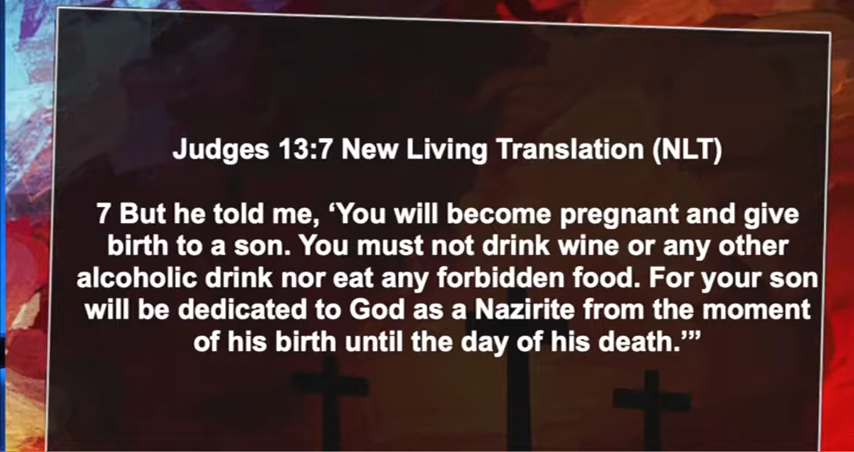 Judges 13:7 New Living Translation (NLT)
7 But he told me, ‘You will become pregnant and give
birth to a son. You must not drink wine or any other
alcoholic drink nor eat any forbidden food. For your son
will be dedicated to God as a Nazirite from the moment
of his birth until the day of his death.’”